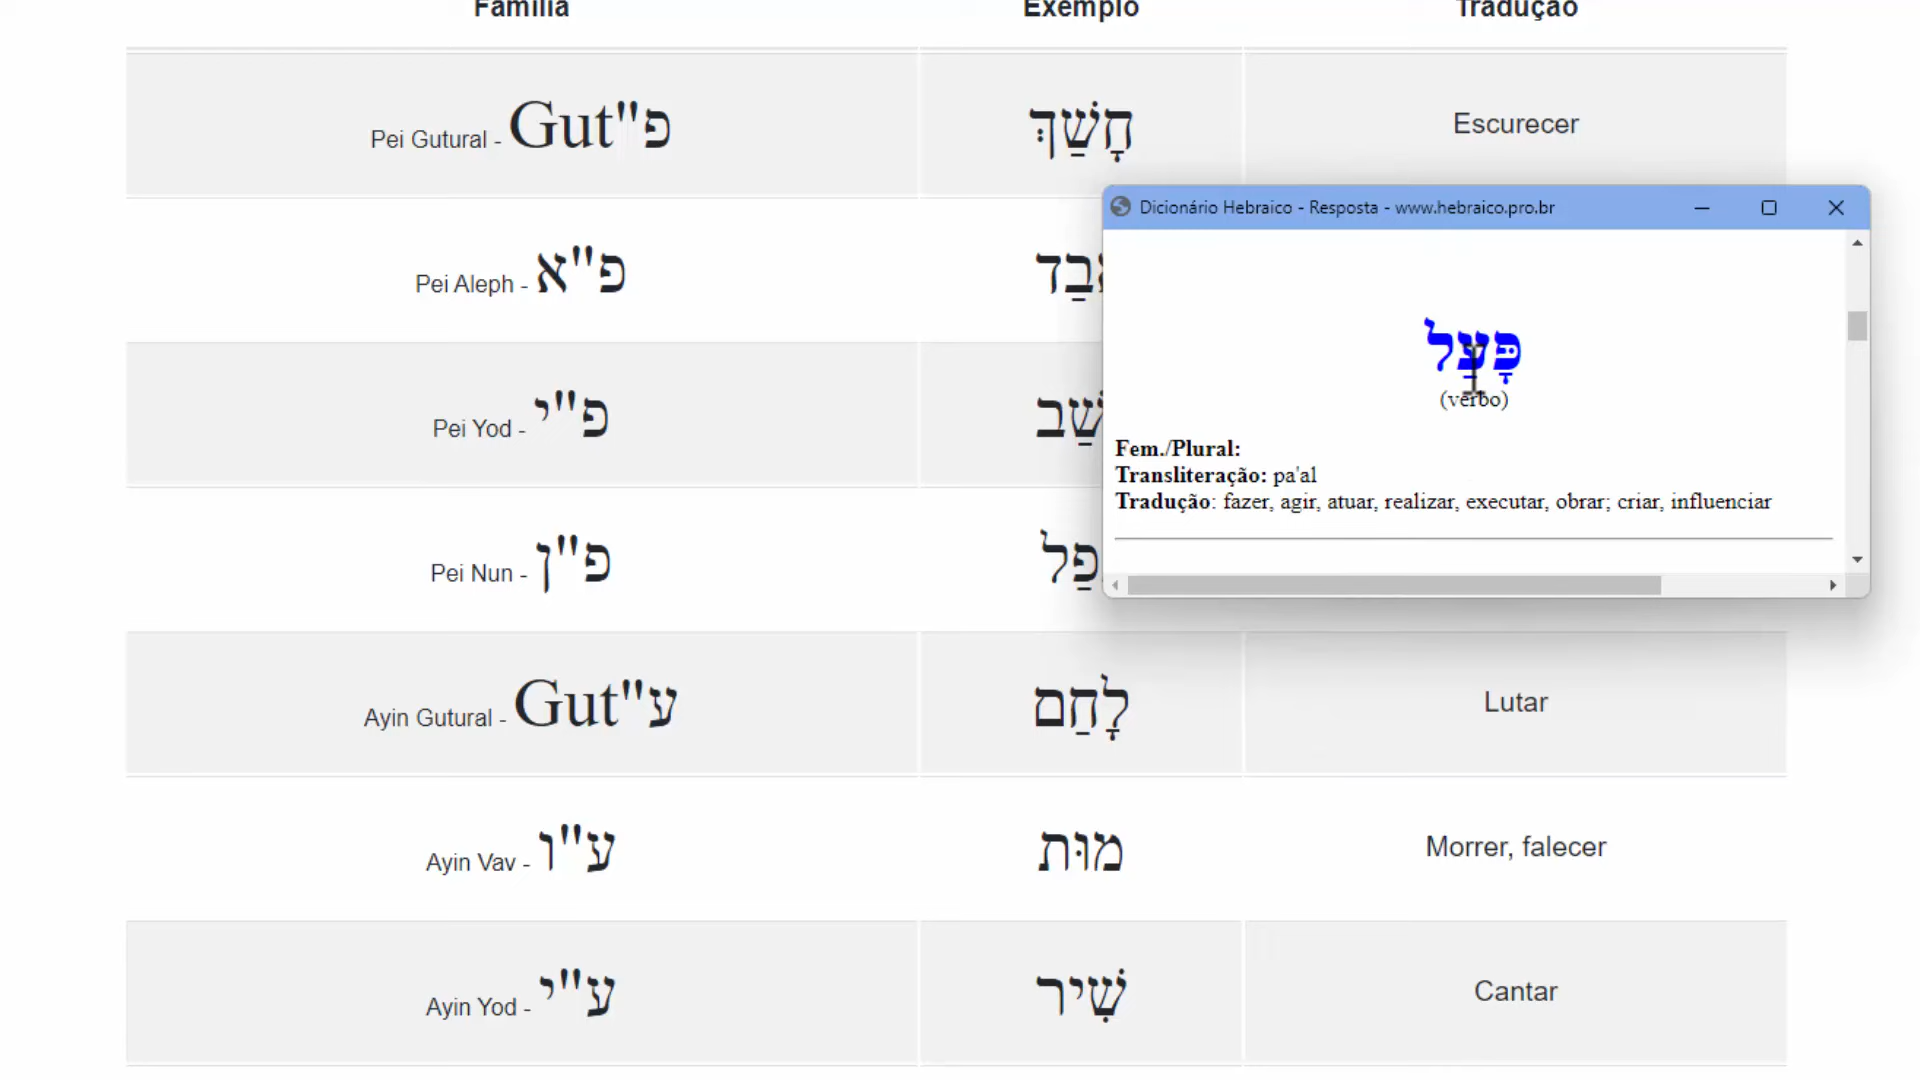 Família Exemplo Tradução
Pei Gutural - פ"Gut חָשַׁךְ Escurecer
Dicionário Hebraico - Resposta - www.hebraico.pro.br
Pei Aleph - פ"א
פָּעַל
(verbo)
Pei Yod - פ"י
Fem./Plural:
Transliteração: pa'al
Tradução: fazer, agir, atuar, realizar, executar, obrar; criar, influenciar
Pei Nun - פ"ן
Ayin Gutural - ע"Gut לָחַם Lutar
Ayin Vav - ע"ו מוּת Morrer, falecer
Ayin Yod - ע"י שִׁיר Cantar